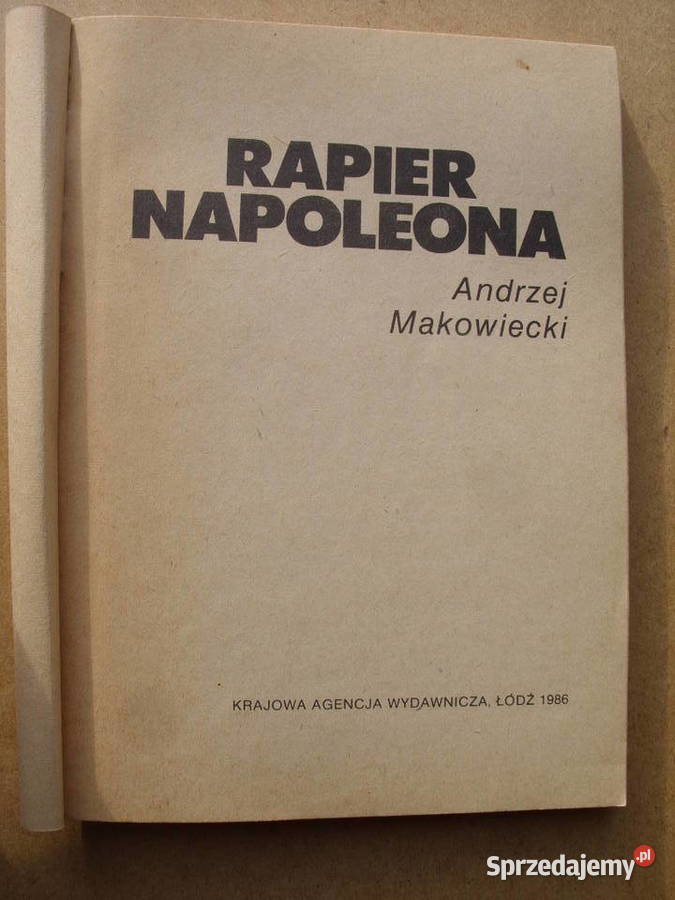 RAPIER
NAPOLEONA
Andrzej
Makowiecki
KRAJOWA AGENCJA WYDAWNICZA, ŁÓDŹ 1986
Sprzedajemy.pl